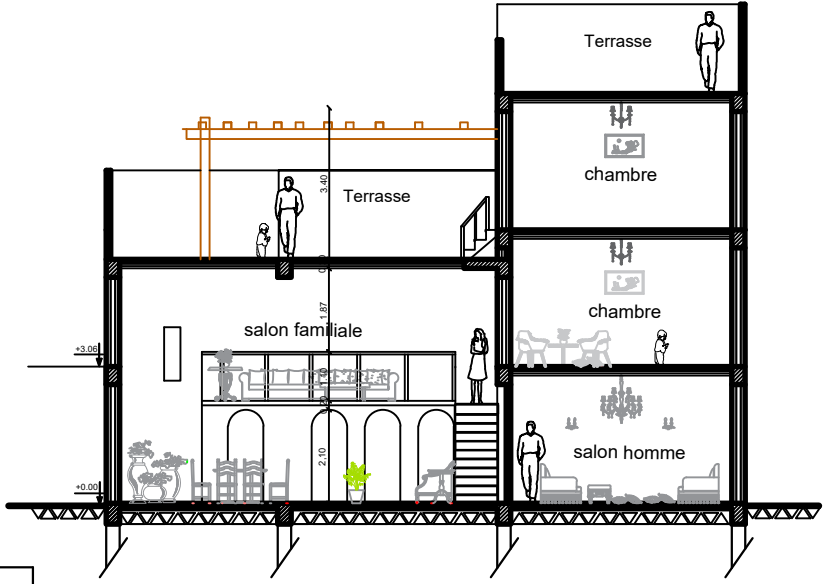 Terrasse
chambre
3.40
Terrasse
chambre
1.87
salon familiale
+3.06
salon homme
2.10
+0.00